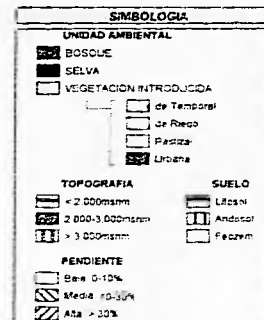 SIMBOLOGIA
UNIDAD AMBIENTAL
BOSQUE
SELVA
VEGETACION INTRODUCIDA
de Temporal
de Riego
Pastizal
Urbana
TOPOGRAFIA
< 2,000msnm
2,000-3,000msnm
> 3,000msnm
SUELO
Litosol
Andosol
Feozem
PENDIENTE
Baja 0-10%
Media 10-30%
Alta > 30%